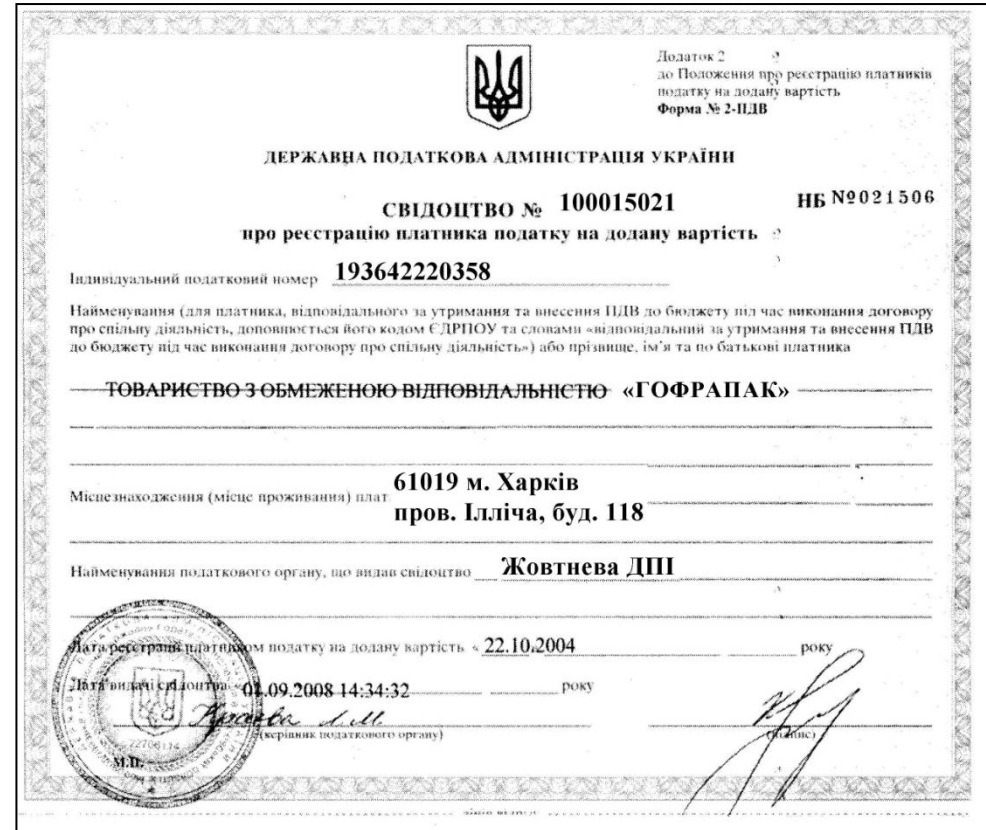 Додаток 2
до Положення про реєстрацію платників
податку на додану вартість
Форма № 2-ПДВ
ДЕРЖАВНА ПОДАТКОВА АДМІНІСТРАЦІЯ УКРАЇНИ
СВІДОЦТВО № 100015021
НБ №021506
про реєстрацію платника податку на додану вартість
Індивідуальний податковий номер 193642220358
Найменування (для платника, відповідального за утримання та внесення ПДВ до бюджету під час виконання договору
про спільну діяльність, доповнюється його кодом ЄДРПОУ та словами «відповідальний за утримання та внесення ПДВ
до бюджету під час виконання договору про спільну діяльність») або прізвище, ім'я та по батькові платника
ТОВАРИСТВО З ОБМЕЖЕНОЮ ВІДПОВІДАЛЬНІСТЮ «ГОФРАПАК»
61019 м. Харків
Місцезнаходження (місце проживання) плат
пров. Ілліча, буд. 118
Найменування податкового органу, що видав свідоцтво Жовтнева ДПІ
Дата реєстрації платником податку на додану вартість « 22.10.2004 року
Дата видачі свідоцтва « 01.09.2008 14:34:32 року
(керівник податкового органу)
(підпис)
М.П.